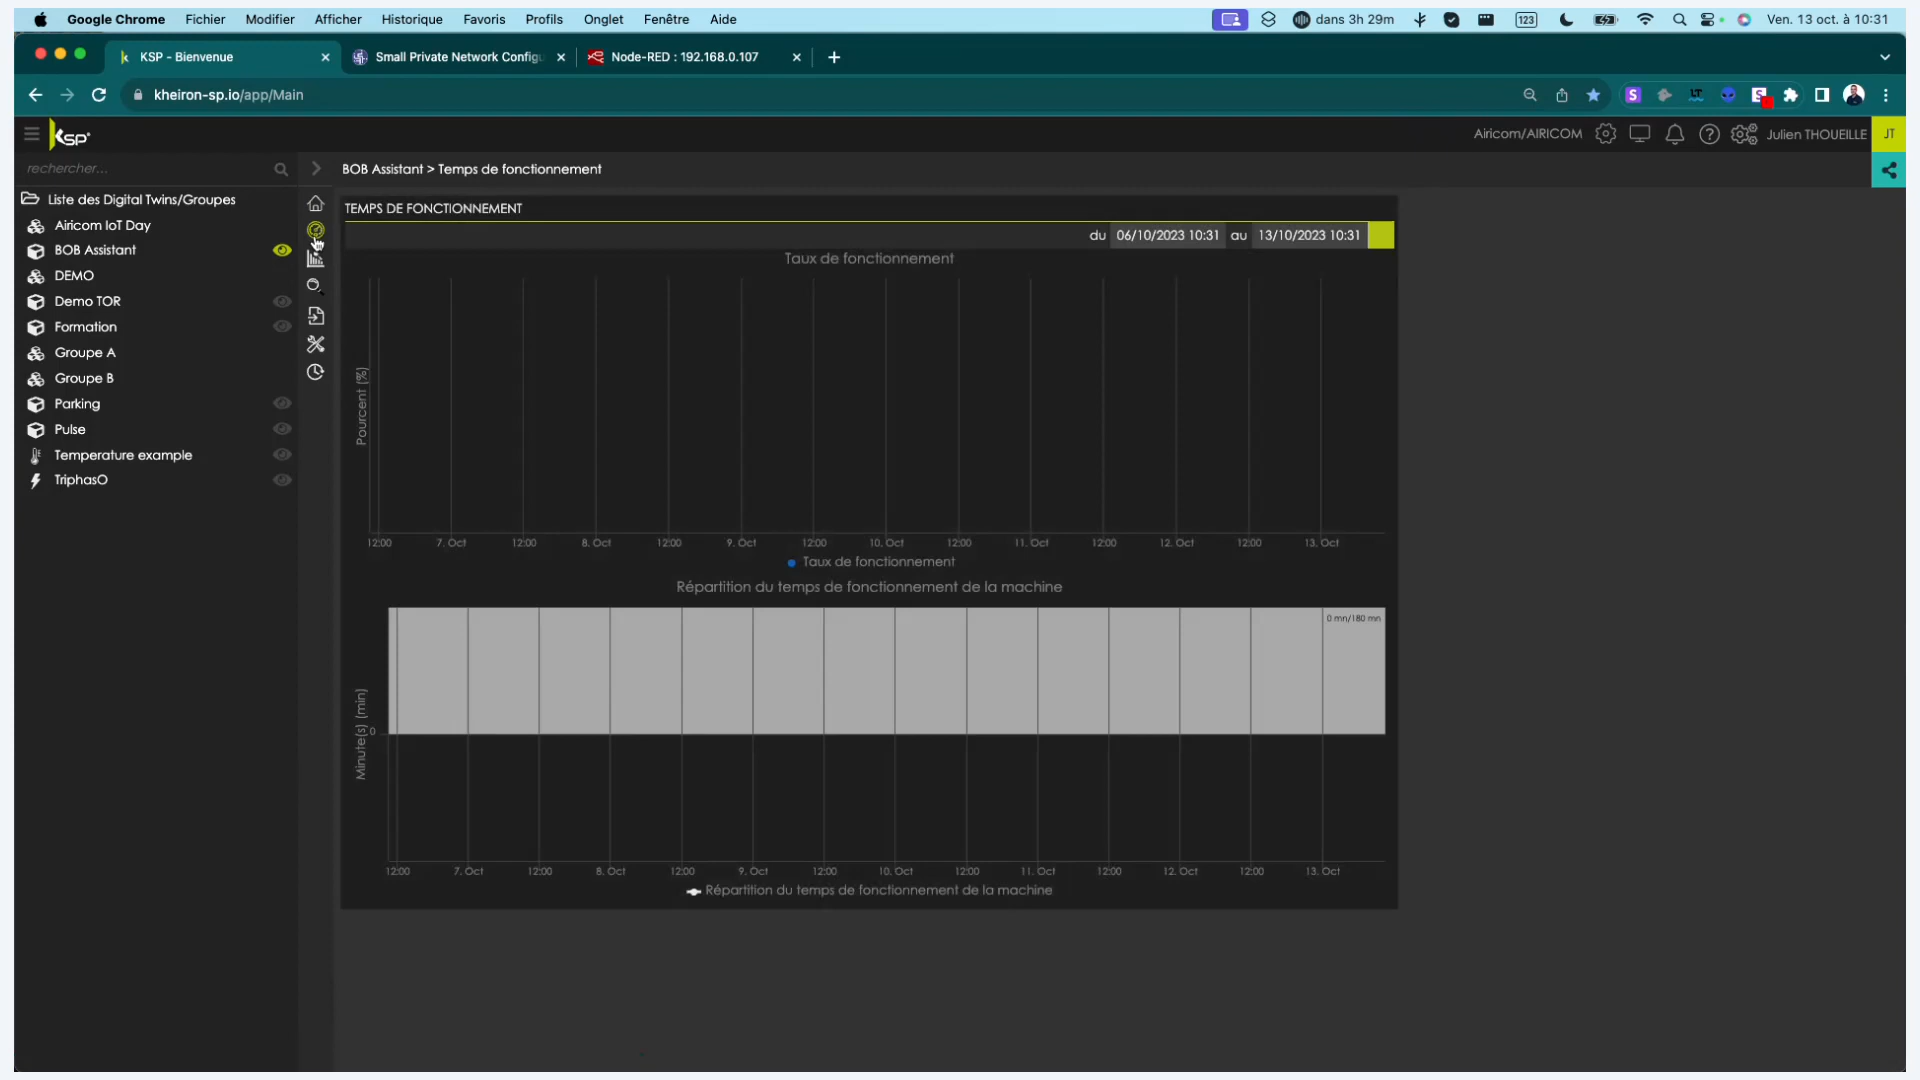 Google Chrome Fichier Modifier Afficher Historique Favoris Profils Onglet Fenêtre Aide dans 3h 29m 123 Ven. 13 oct. à 10:31
KSP - Bienvenue Small Private Network Configu Node-RED : 192.168.0.107
kheiron-sp.io/app/Main
KSP Airicom/AIRICOM Julien THOUEILLE JT
rechercher... BOB Assistant > Temps de fonctionnement
Liste des Digital Twins/Groupes
Airicom IoT Day
BOB Assistant
DEMO
Demo TOR
Formation
Groupe A
Groupe B
Parking
Pulse
Temperature example
TriphasO
TEMPS DE FONCTIONNEMENT
du 06/10/2023 10:31 au 13/10/2023 10:31
Taux de fonctionnement
Pourcent (%)
12:00 7. Oct 12:00 8. Oct 12:00 9. Oct 12:00 10. Oct 12:00 11. Oct 12:00 12. Oct 12:00 13. Oct
Taux de fonctionnement
Répartition du temps de fonctionnement de la machine
0 mn/180 mn
Minute(s) (min)
0
12:00 7. Oct 12:00 8. Oct 12:00 9. Oct 12:00 10. Oct 12:00 11. Oct 12:00 12. Oct 12:00 13. Oct
Répartition du temps de fonctionnement de la machine